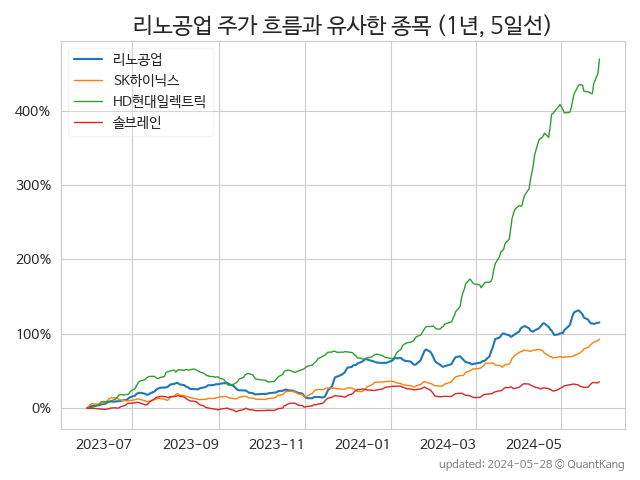 리노공업 주가 흐름과 유사한 종목 (1년, 5일선)
리노공업
SK하이닉스
HD현대일렉트릭
솔브레인
400%
300%
200%
100%
0%
2023-07 2023-09 2023-11 2024-01 2024-03 2024-05
updated: 2024-05-28 © QuantKang